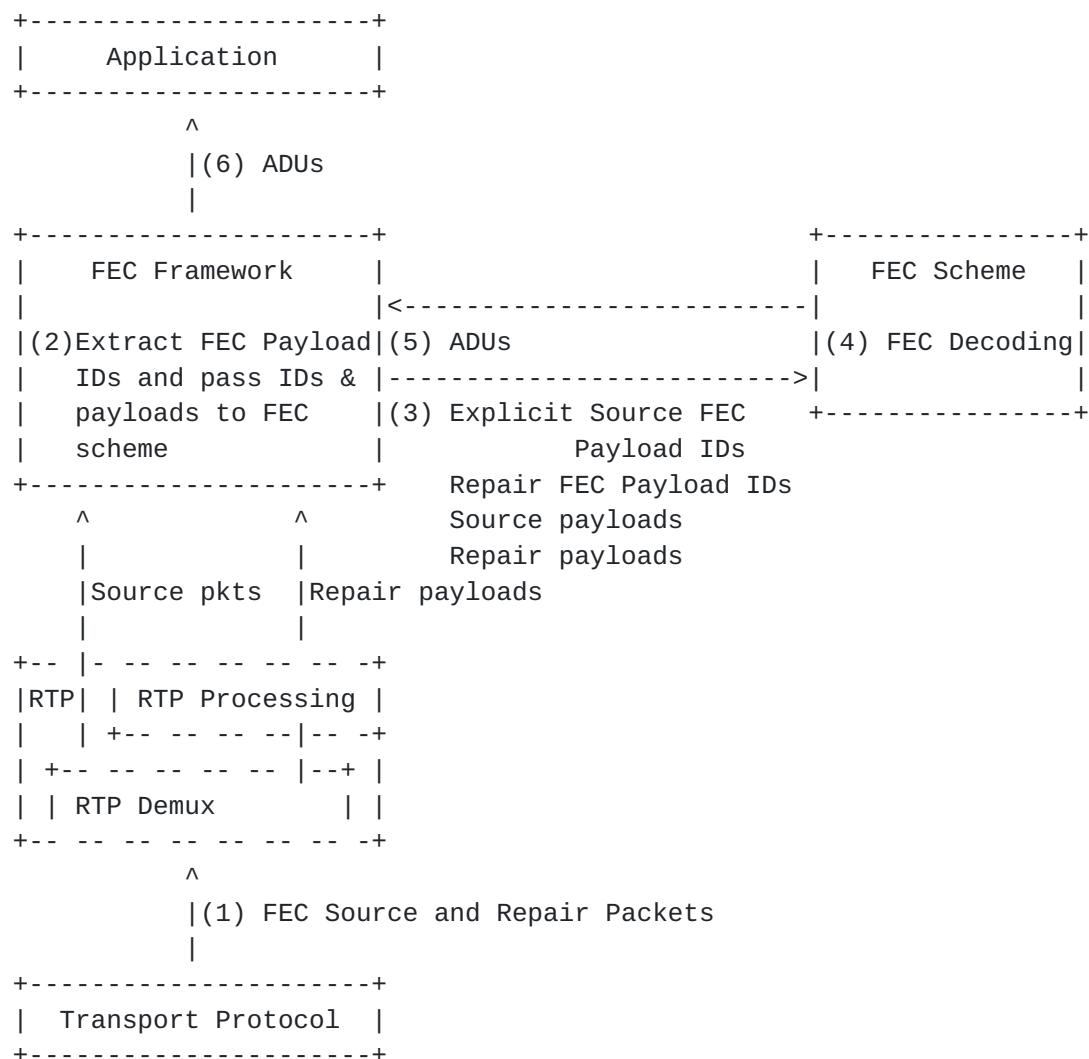 +----------------------+
|     Application      |
+----------------------+
           ^
           |(6) ADUs
           |
+----------------------+                           +----------------+
|    FEC Framework     |                           |   FEC Scheme   |
|                      |<--------------------------|                |
|(2)Extract FEC Payload|(5) ADUs                   |(4) FEC Decoding|
|   IDs and pass IDs & |-------------------------->|                |
|   payloads to FEC    |(3) Explicit Source FEC    +----------------+
|   scheme             |            Payload IDs
+----------------------+    Repair FEC Payload IDs
    ^             ^         Source payloads
    |             |         Repair payloads
    |Source pkts  |Repair payloads
    |             |
+-- |- -- -- -- -- -- -+
|RTP| | RTP Processing |
|   | +-- -- -- --|-- -+
| +-- -- -- -- -- |--+ |
| | RTP Demux        | |
+-- -- -- -- -- -- -- -+
           ^
           |(1) FEC Source and Repair Packets
           |
+----------------------+
|  Transport Protocol  |
+----------------------+